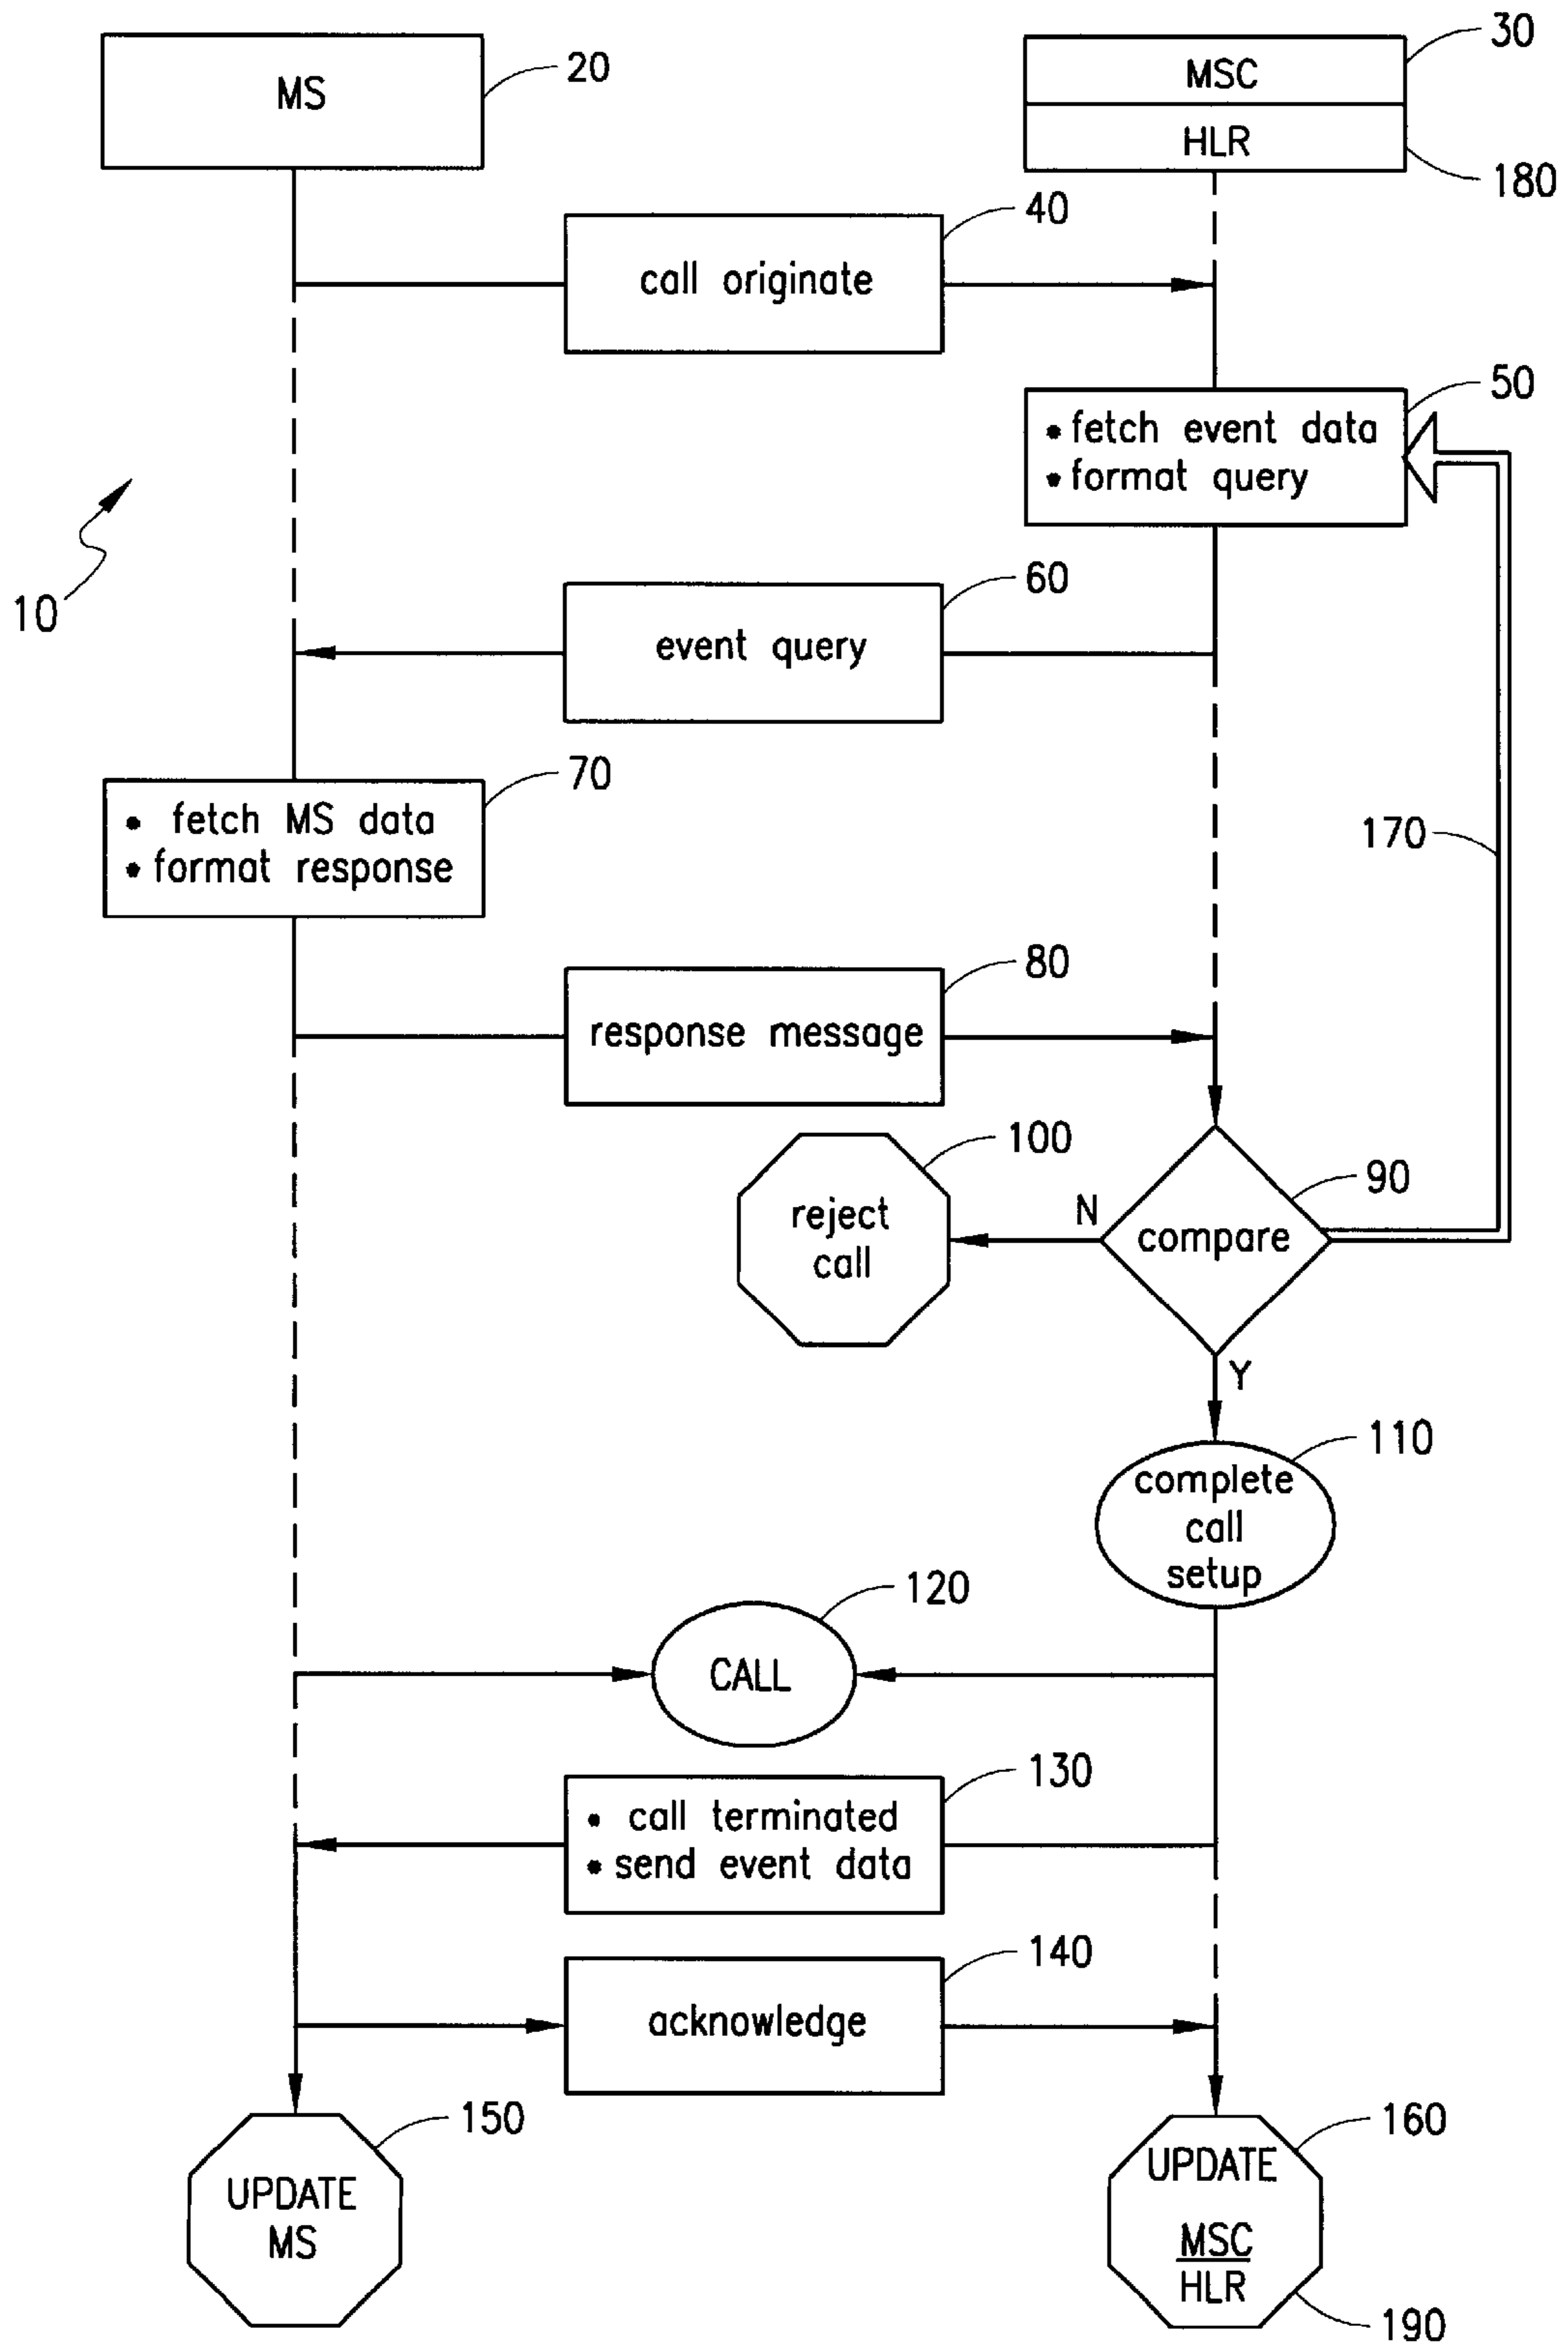 30
MS
20
MSC
HLR
180
40
call originate
50
• fetch event data
• format query
10
60
event query
70
• fetch MS data
• format response
170
80
response message
100
reject
call
N
90
compare
Y
110
complete
call
setup
120
CALL
130
• call terminated
• send event data
140
acknowledge
150
UPDATE
MS
160
UPDATE
MSC
HLR
190